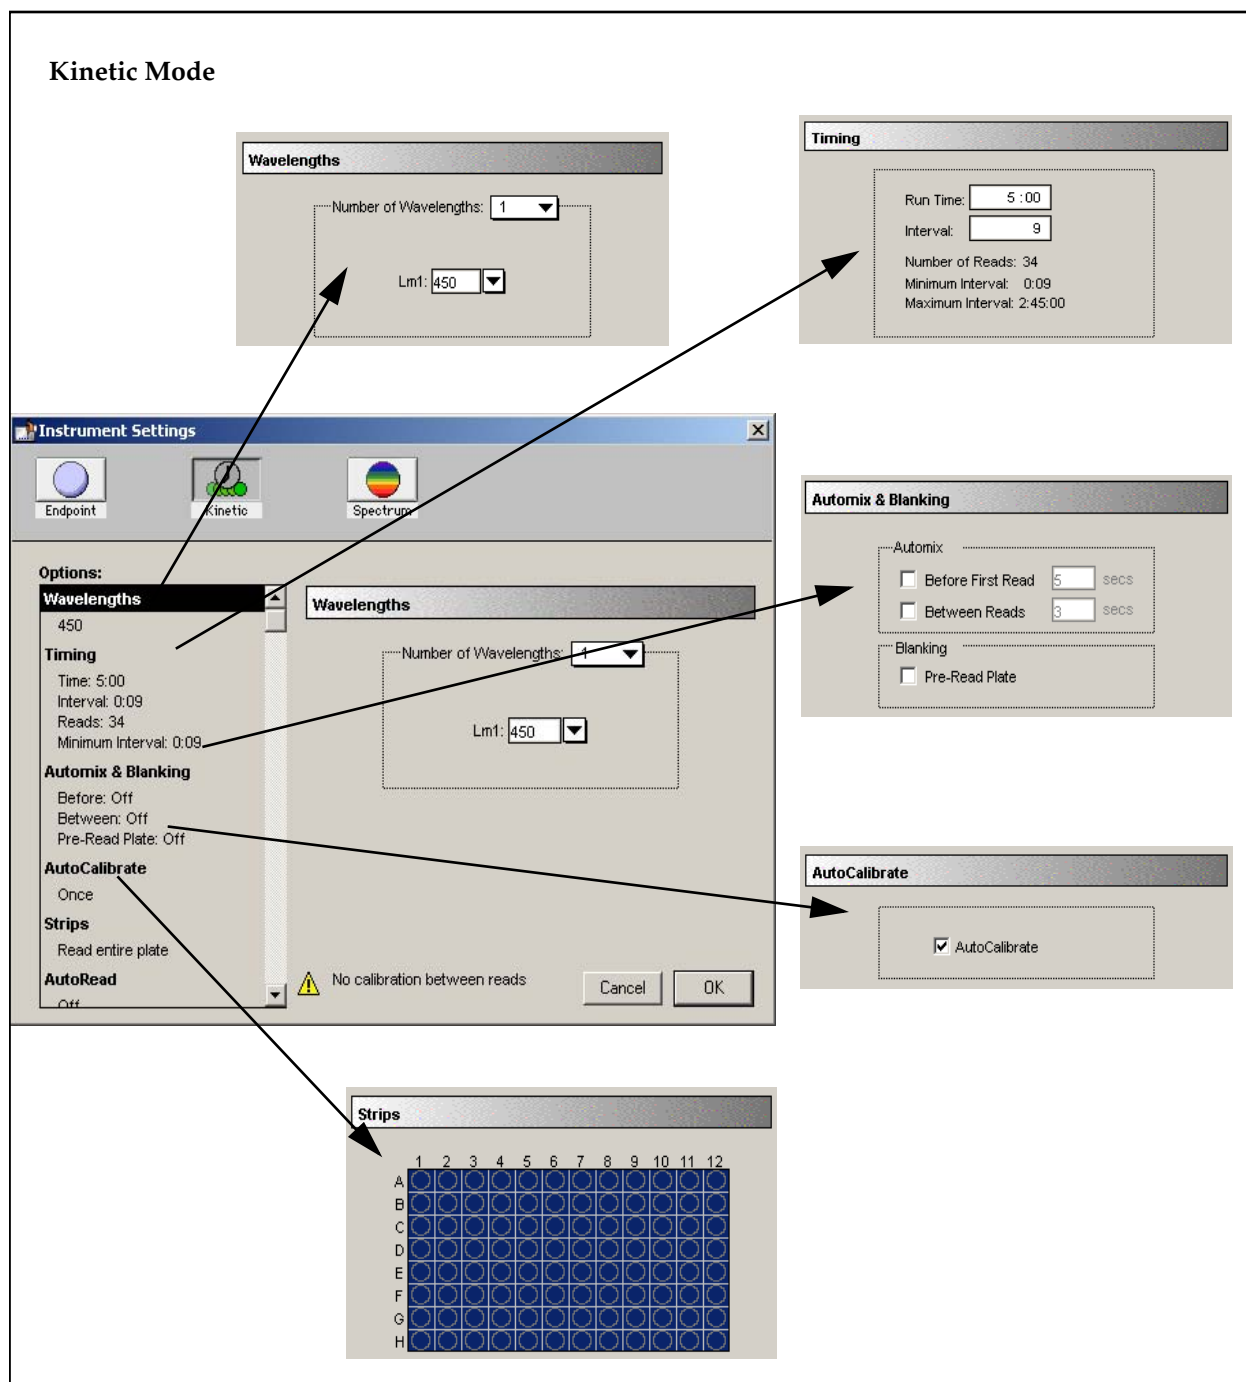 Kinetic Mode
Wavelengths
Number of Wavelengths: 1
Lm1: 450
Timing
Run Time: 5:00
Interval: 9
Number of Reads: 34
Minimum Interval: 0:09
Maximum Interval: 2:45:00
Instrument Settings
Endpoint
Kinetic
Spectrum
Options:
Wavelengths
450
Timing
Time: 5:00
Interval: 0:09
Reads: 34
Minimum Interval: 0:09
Automix & Blanking
Before: Off
Between: Off
Pre-Read Plate: Off
AutoCalibrate
Once
Strips
Read entire plate
AutoRead
Off
Wavelengths
Number of Wavelengths: 1
Lm1: 450
No calibration between reads
Cancel
OK
Automix & Blanking
Automix
Before First Read 5 secs
Between Reads 3 secs
Blanking
Pre-Read Plate
AutoCalibrate
AutoCalibrate
Strips
1 2 3 4 5 6 7 8 9 10 11 12
A
B
C
D
E
F
G
H